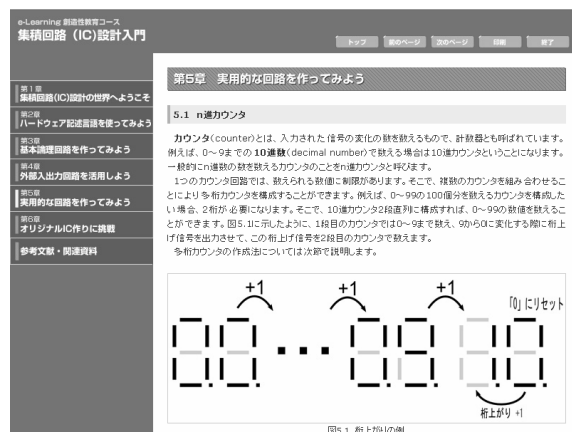 e-Learning 創造性教育コース
集積回路（IC)設計入門
トップ 前のページ 次のページ 印刷 終了
第1章
集積回路(IC)設計の世界へようこそ
第2章
ハードウェア記述言語を使ってみよう
第3章
基本論理回路を作ってみよう
第4章
外部入出力回路を活用しよう
第5章
実用的な回路を作ってみよう
第6章
オリジナルIC作りに挑戦
参考文献・関連資料
第5章　実用的な回路を作ってみよう
5.1 n進カウンタ
カウンタ(counter)とは、入力された信号の変化の数を数えるもので、計数器とも呼ばれています。
例えば、0～9までの10進数(decimal number)で数える場合は10進カウンタということになります。
一般的にn進の数を数えるカウンタのことをn進カウンタと呼びます。
1つのカウンタ回路では、数えられる数値に制限があります。そこで、複数のカウンタを組み合わせるこ
とにより多桁カウンタを構成することができます。例えば、0～99の100個分を数えるカウンタを構成した
い場合、2桁が必要になります。そこで、10進カウンタ2段直列に構成すれば、0～99の数値を数えるこ
とができます。図5.1に示したように、1段目のカウンタでは0～9まで数え、9から0に変化する際に桁上
げ信号を出力させて、この桁上げ信号を2段目のカウンタで数えます。
多桁カウンタの作成法については次節で説明します。
+1 +1 +1
「0」にリセット
00 ... 09 10
桁上がり +1
図5.1 桁上がりの例